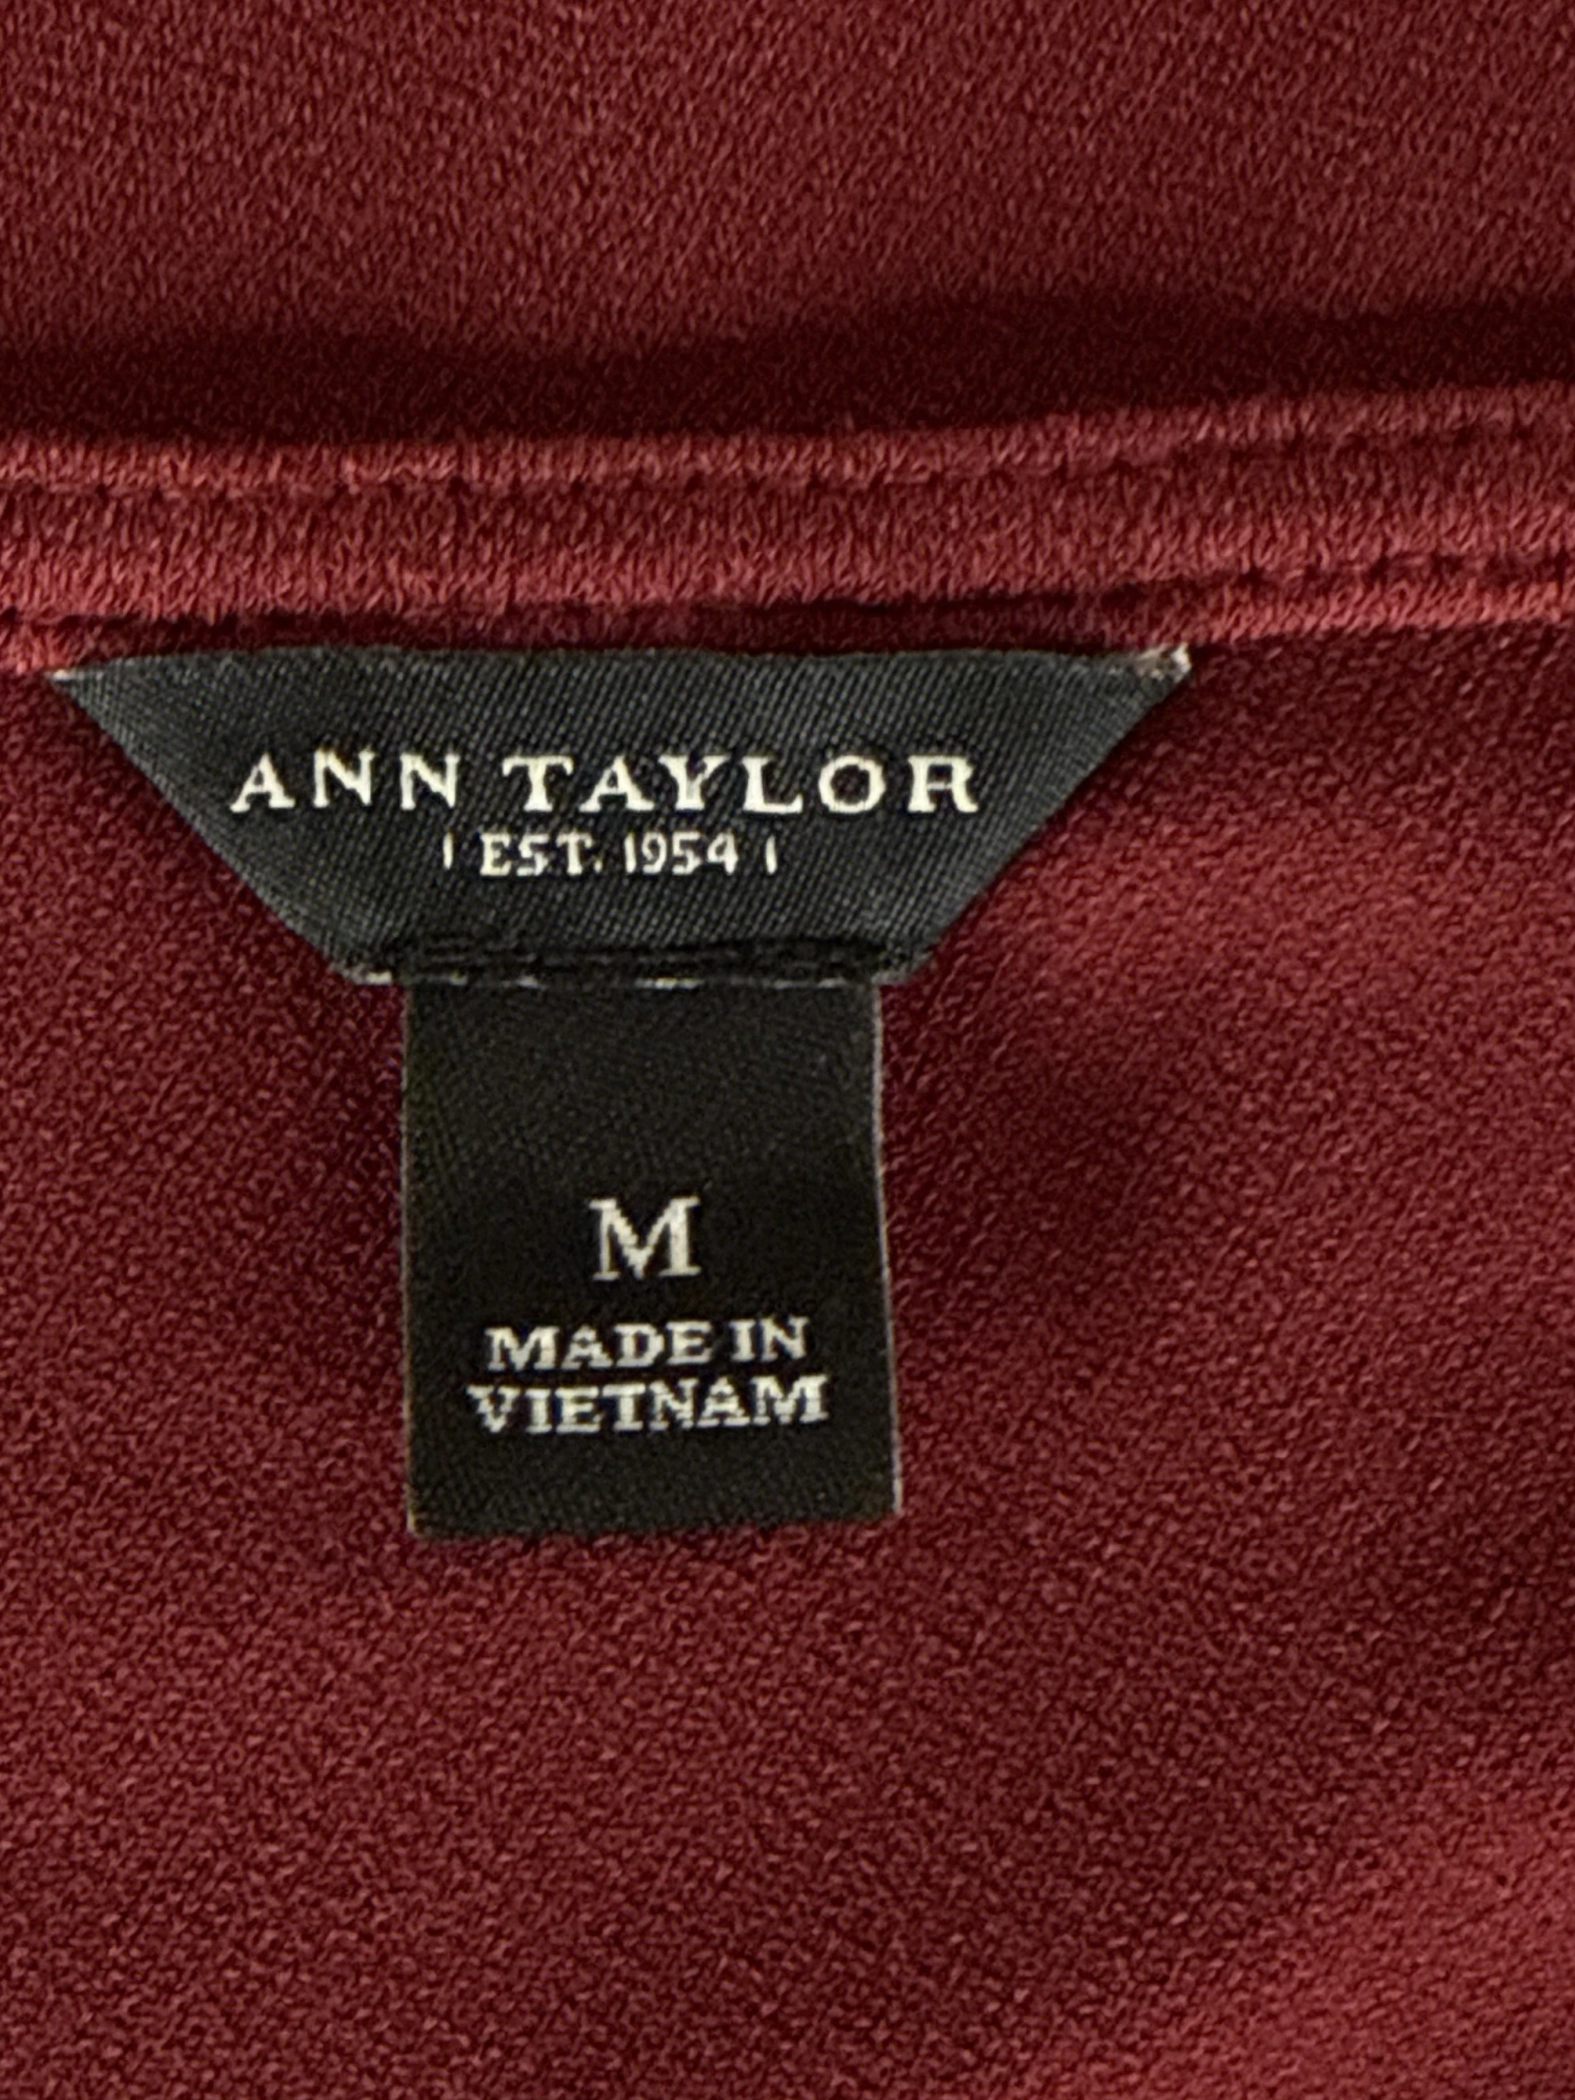 ANN TAYLOR
| EST. 1954 |
M
MADE IN
VIETNAM